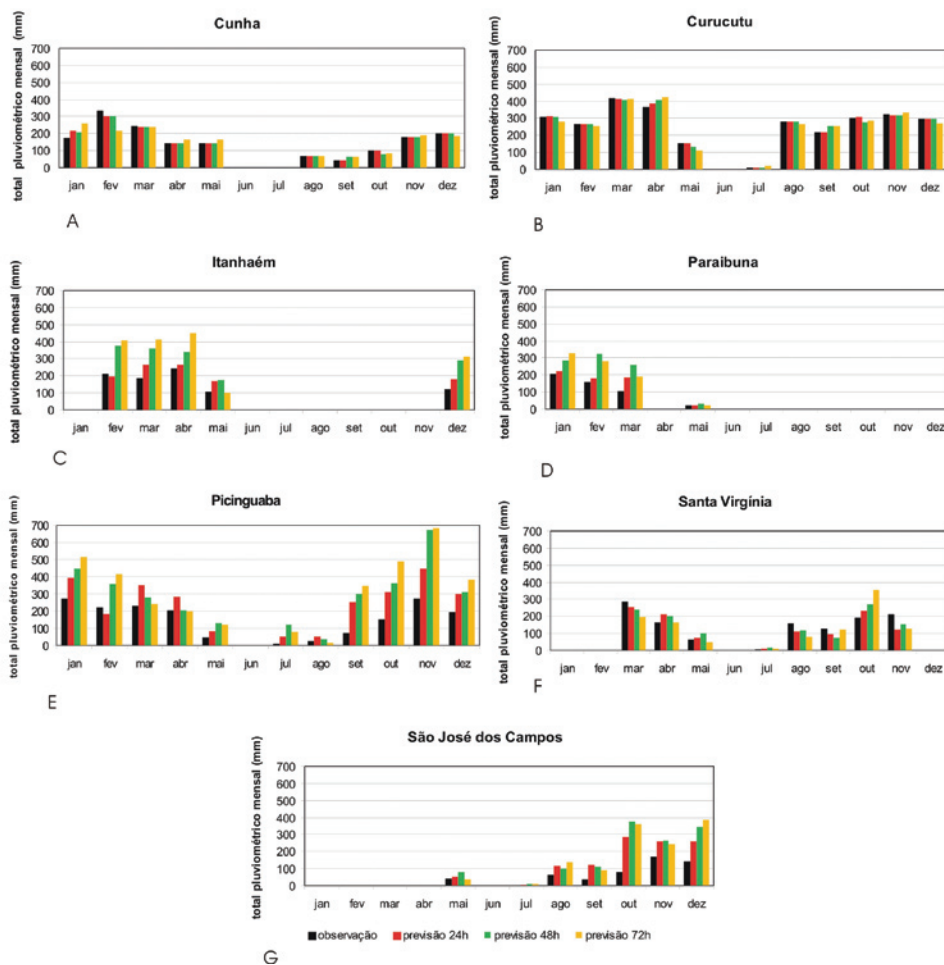 Cunha
total pluviométrico mensal (mm)
700
600
500
400
300
200
100
0
jan fev mar abr mai jun jul ago set out nov dez
A
Curucutu
total pluviométrico mensal (mm)
700
600
500
400
300
200
100
0
jan fev mar abr mai jun jul ago set out nov dez
B
Itanhaém
total pluviométrico mensal (mm)
700
600
500
400
300
200
100
0
jan fev mar abr mai jun jul ago set out nov dez
C
Paraibuna
total pluviométrico mensal (mm)
700
600
500
400
300
200
100
0
jan fev mar abr mai jun jul ago set out nov dez
D
Picinguaba
total pluviométrico mensal (mm)
700
600
500
400
300
200
100
0
jan fev mar abr mai jun jul ago set out nov dez
E
Santa Virgínia
total pluviométrico mensal (mm)
700
600
500
400
300
200
100
0
jan fev mar abr mai jun jul ago set out nov dez
F
São José dos Campos
total pluviométrico mensal (mm)
700
600
500
400
300
200
100
0
jan fev mar abr mai jun jul ago set out nov dez
observação previsão 24h previsão 48h previsão 72h
G